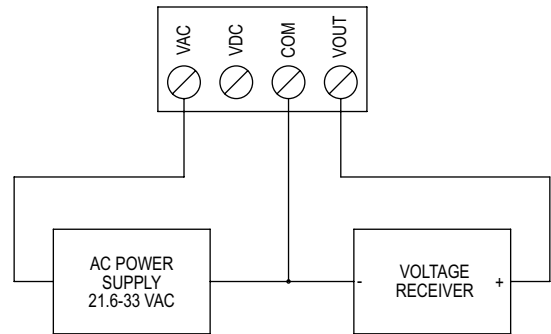 VAC
VDC
COM
VOUT
AC POWER
SUPPLY
21.6-33 VAC
-
VOLTAGE
RECEIVER
+